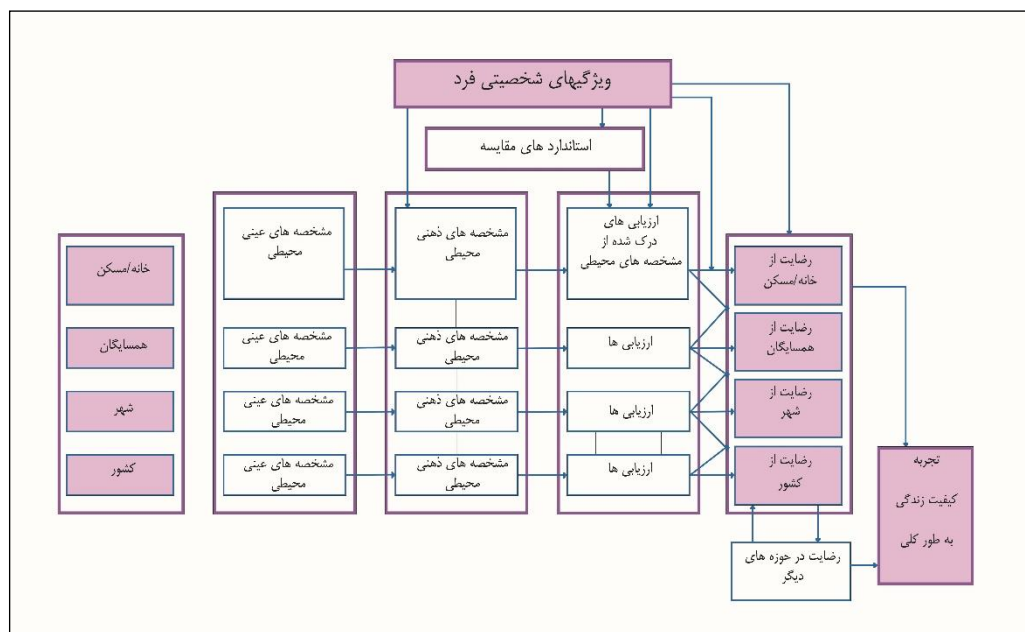 ویژگیهای شخصیتی فرد
استاندارد های مقایسه
خانه/مسکن
همسایگان
شهر
کشور
مشخصه های عینی
محیطی
مشخصه های عینی
محیطی
مشخصه های عینی
محیطی
مشخصه های عینی
محیطی
مشخصه های ذهنی
محیطی
مشخصه های ذهنی
محیطی
مشخصه های ذهنی
محیطی
مشخصه های ذهنی
محیطی
ارزیابی های
درک شده از
مشخصه های محیطی
ارزیابی ها
ارزیابی ها
ارزیابی ها
رضایت از
خانه/مسکن
رضایت از
همسایگان
رضایت از
شهر
رضایت از
کشور
رضایت در حوزه های
دیگر
تجربه
کیفیت زندگی
به طور کلی